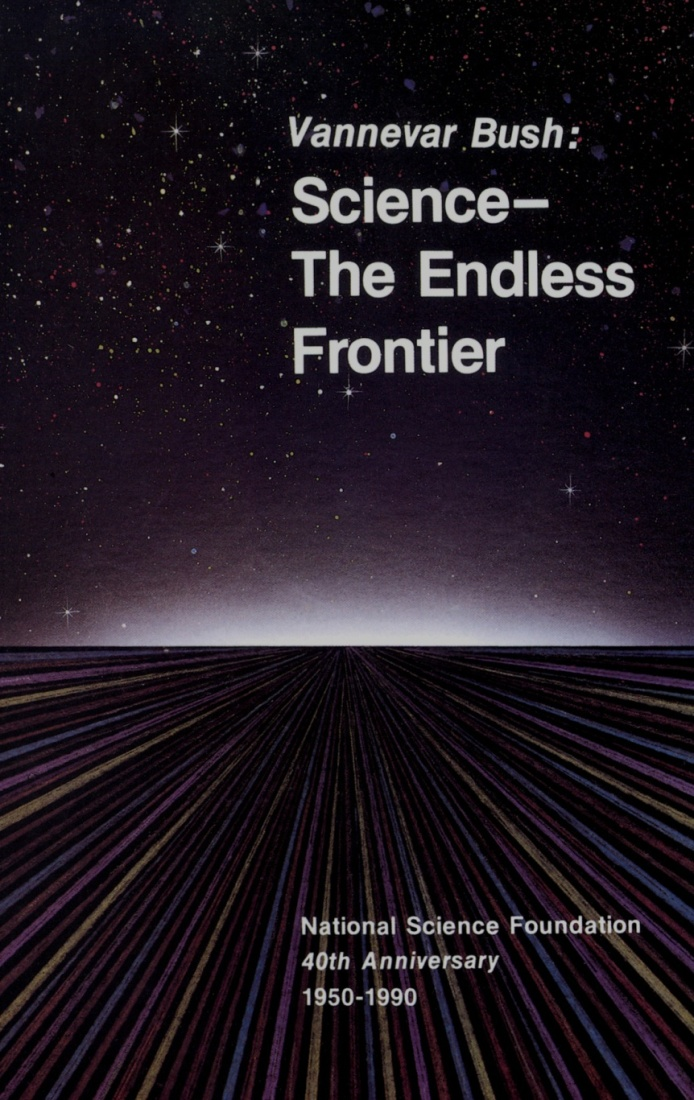 Vannevar Bush:
Science—
The Endless
Frontier
National Science Foundation
40th Anniversary
1950-1990